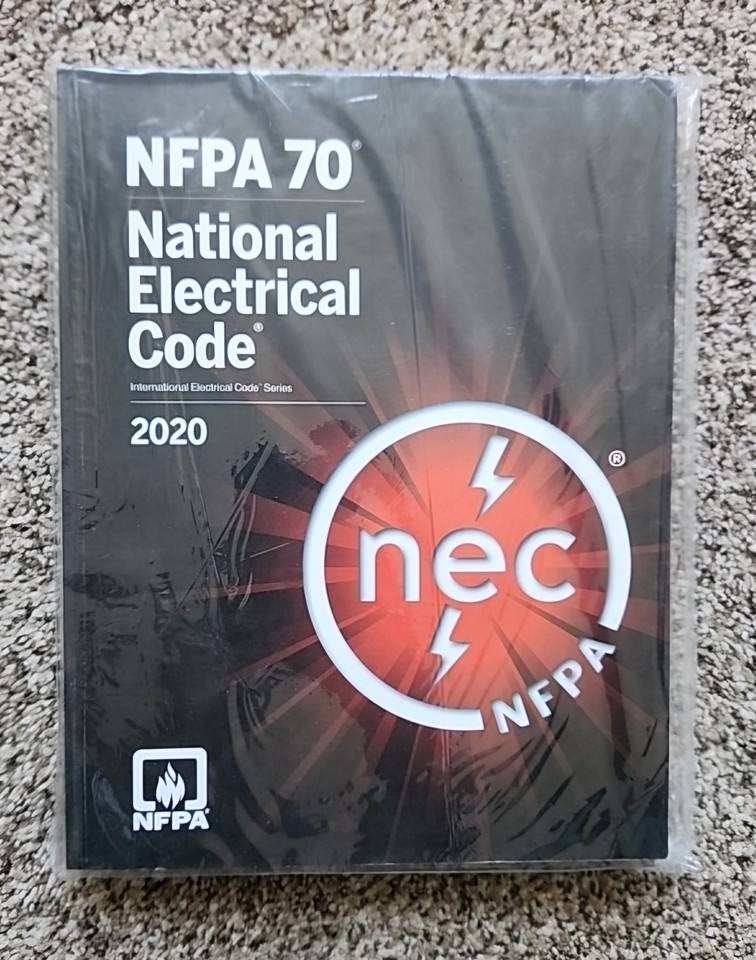 NFPA 70®
National
Electrical
Code®
International Electrical Code® Series
2020
®
nec
NFPA
NFPA®